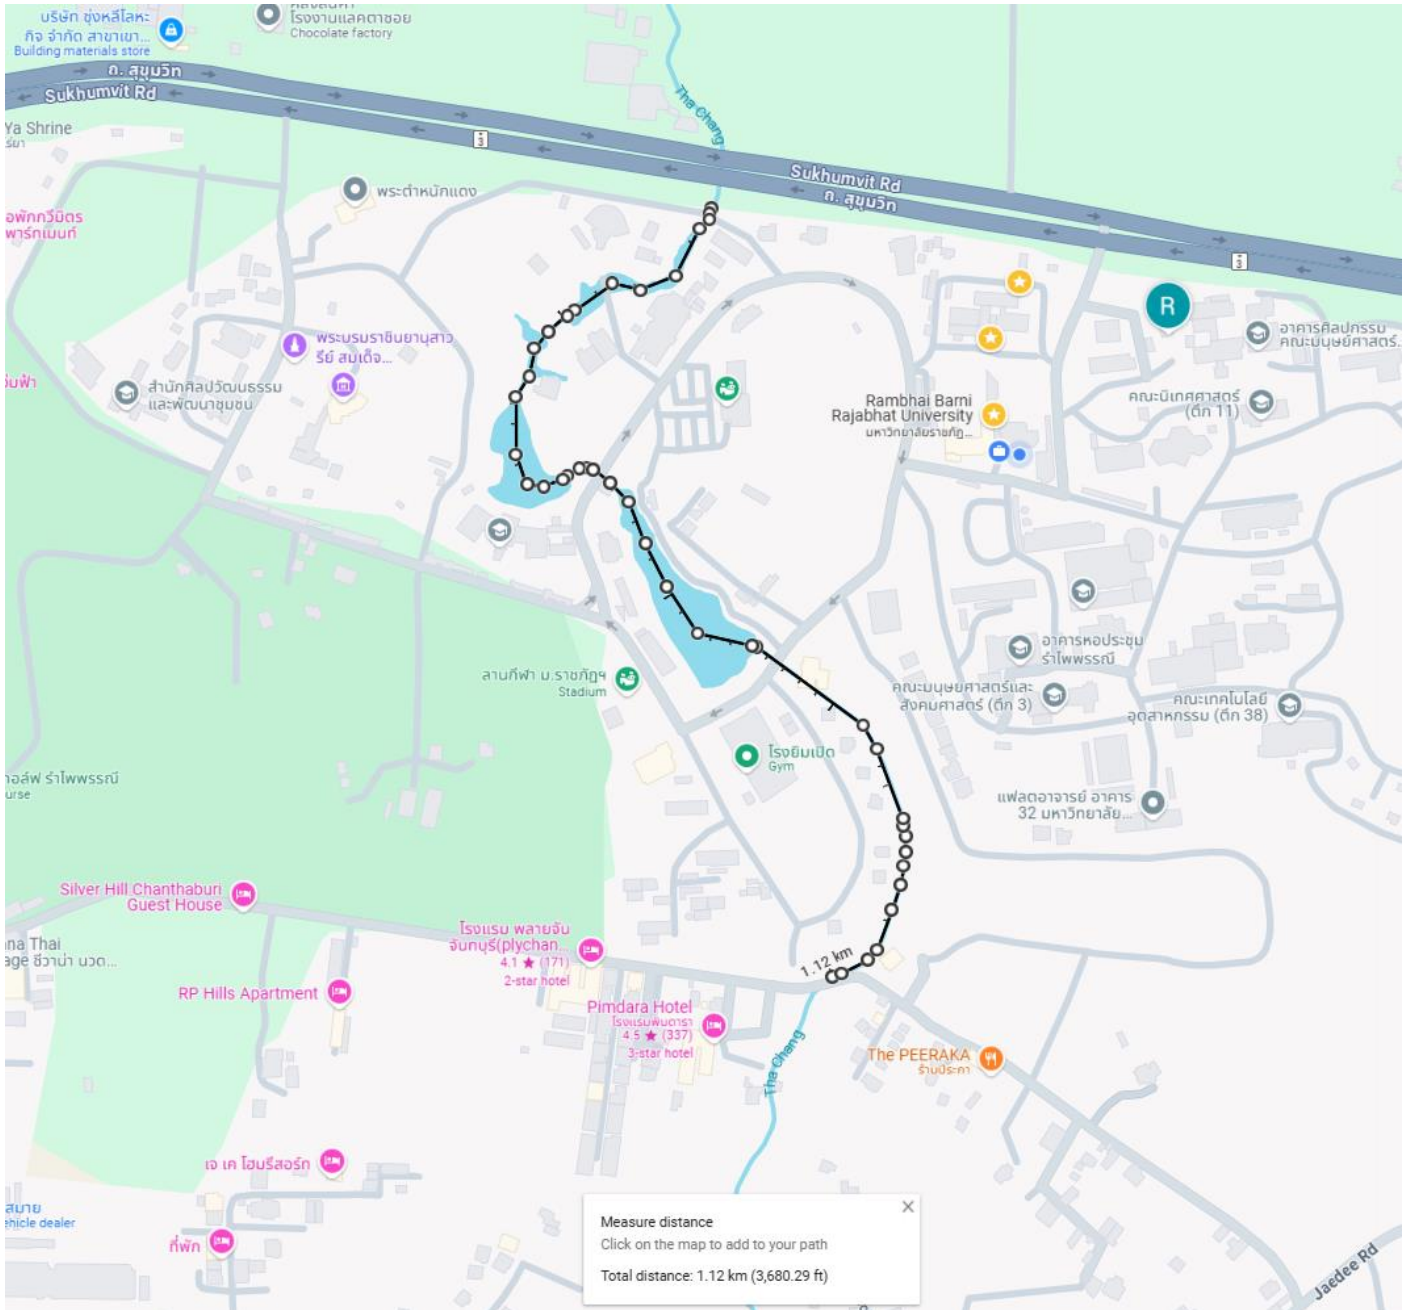 บริษัท ชุ่งหลีโลหะ
กิจ จำกัด สาขาเขา...
Building materials store
โรงงานแลคตาซอย
Chocolate factory
ถ. สุขุมวิท
Sukhumvit Rd
Tha Chang
3
Ya Shrine
Sukhumvit Rd
ถ. สุขุมวิท
3
พระตำหนักแดง
อพักทวีมิตร
พาร์ทเมนท์
R
พระบรมราชินยานุสาว
รีย์ สมเด็จ...
อาคารศิลปกรรม
คณะมนุษย์ศาสตร์...
สำนักศิลปวัฒนธรรม
และพัฒนาชุมชน
Rambhai Barni
Rajabhat University
มหาวิทยาลัยราชภัฏ...
คณะนิเทศศาสตร์
(ตึก 11)
อาคารหอประชุม
รำไพพรรณี
ลานกีฬา ม.ราชภัฏฯ
Stadium
คณะมนุษยศาสตร์และ
สังคมศาสตร์ (ตึก 3)
คณะเทคโนโลยี
อุตสาหกรรม (ตึก 38)
โรงยิมเปิด
Gym
กอล์ฟ รำไพพรรณี
urse
แฟลตอาจารย์ อาคาร
32 มหาวิทยาลัย...
Silver Hill Chanthaburi
Guest House
na Thai
age ชีวาน่า นวด...
โรงแรม พลายจัน
จันทบุรี(plychan...
4.1 ★ (171)
2-star hotel
1.12 km
RP Hills Apartment
Pimdara Hotel
โรงแรมพิมดารา
4.5 ★ (337)
3-star hotel
Tha Chang
The PEERAKA
ร้านปีระกา
เจ เค โฮมรีสอร์ท
สมาย
ehicle dealer
ที่พัก
Measure distance
Click on the map to add to your path
Total distance: 1.12 km (3,680.29 ft)
Jaedee Rd